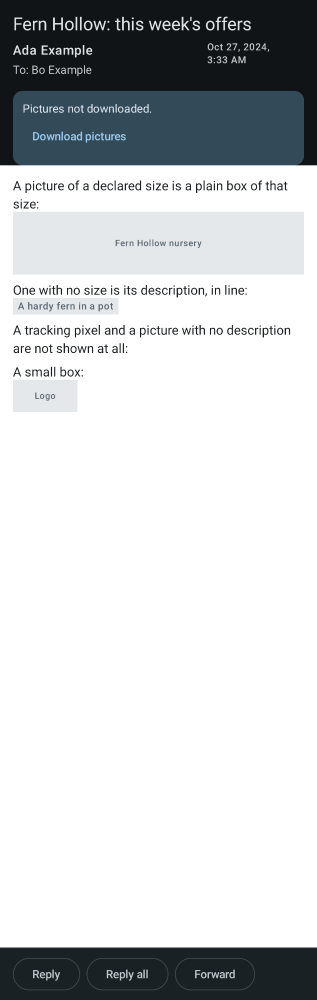 Fern Hollow: this week's offers
Ada Example
Oct 27, 2024,
3:33 AM
To: Bo Example
Pictures not downloaded.
Download pictures
A picture of a declared size is a plain box of that
size:
Fern Hollow nursery
One with no size is its description, in line:
A hardy fern in a pot
A tracking pixel and a picture with no description
are not shown at all:
A small box:
Logo
Reply
Reply all
Forward